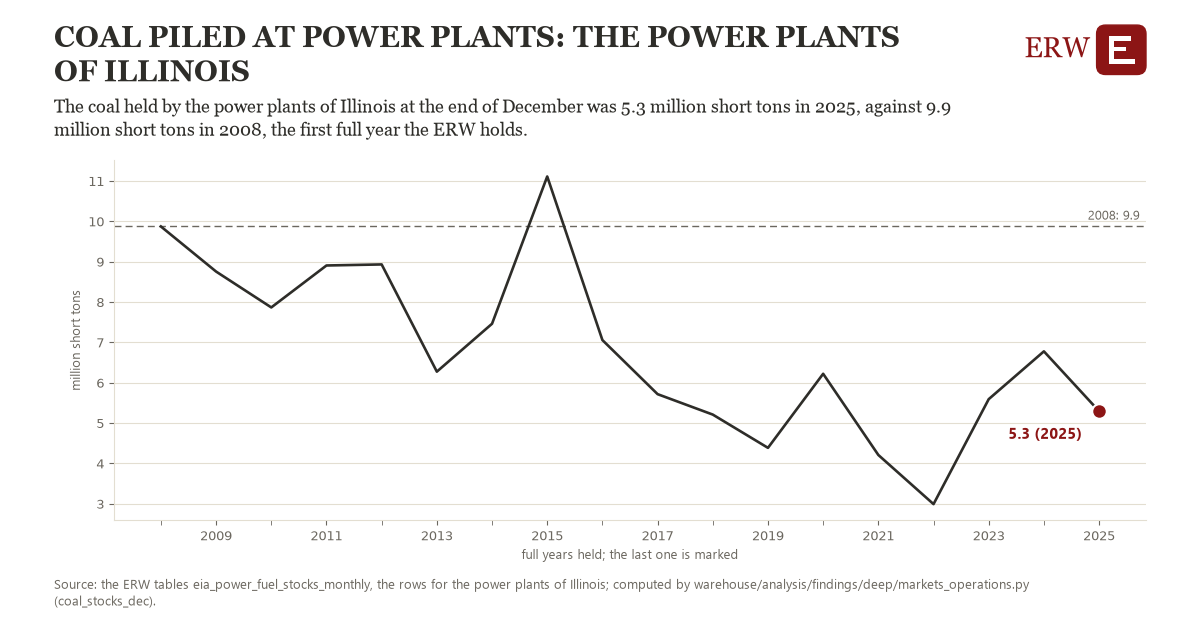 COAL PILED AT POWER PLANTS: THE POWER PLANTS
OF ILLINOIS
ERW E
The coal held by the power plants of Illinois at the end of December was 5.3 million short tons in 2025, against 9.9
million short tons in 2008, the first full year the ERW holds.
11
10
9
8
7
6
5
4
3
million short tons
2008: 9.9
5.3 (2025)
2009 2011 2013 2015 2017 2019 2021 2023 2025
full years held; the last one is marked
Source: the ERW tables eia_power_fuel_stocks_monthly, the rows for the power plants of Illinois; computed by warehouse/analysis/findings/deep/markets_operations.py
(coal_stocks_dec).